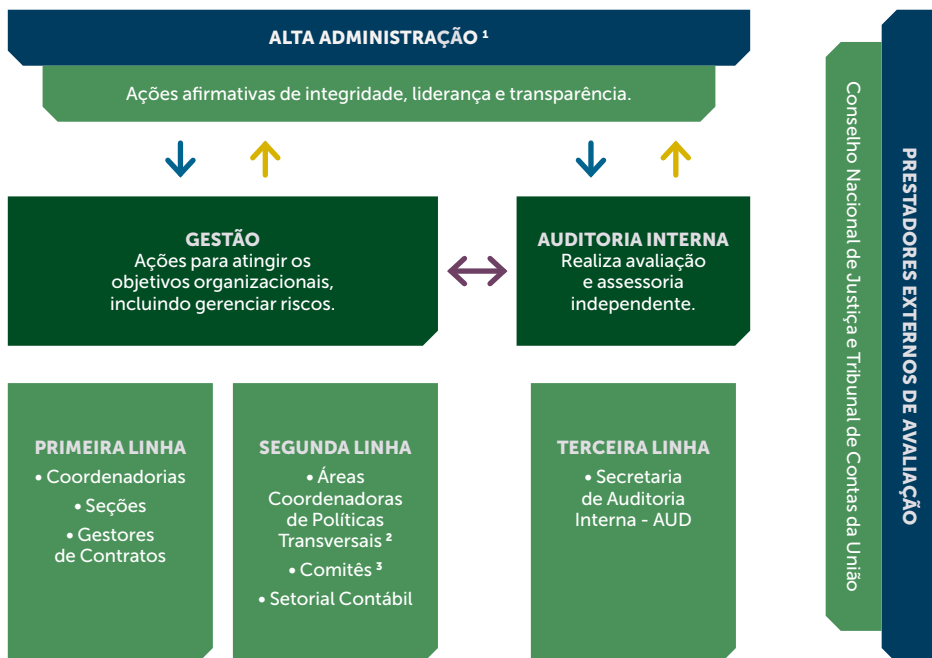 ALTA ADMINISTRAÇÃO ¹
Ações afirmativas de integridade, liderança e transparência.
GESTÃO
Ações para atingir os
objetivos organizacionais,
incluindo gerenciar riscos.
AUDITORIA INTERNA
Realiza avaliação
e assessoria
independente.
PRIMEIRA LINHA
• Coordenadorias
• Seções
• Gestores
de Contratos
SEGUNDA LINHA
• Áreas
Coordenadoras
de Políticas
Transversais ²
• Comitês ³
• Setorial Contábil
TERCEIRA LINHA
• Secretaria
de Auditoria
Interna - AUD
Conselho Nacional de Justiça e Tribunal de Contas da União
PRESTADORES EXTERNOS DE AVALIAÇÃO